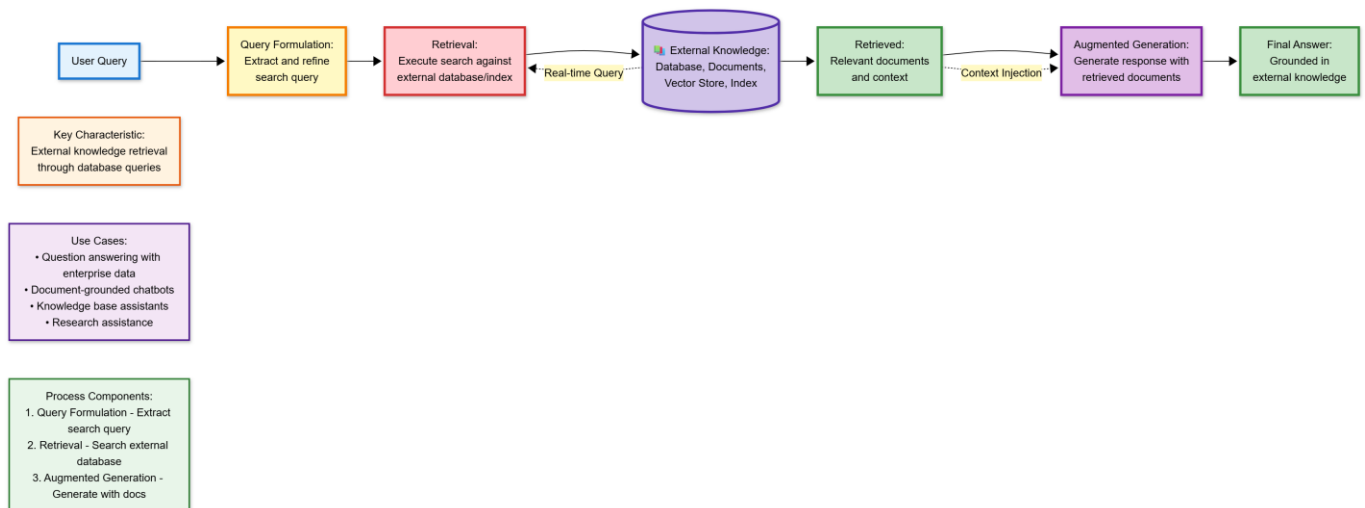 User Query
Query Formulation:
Extract and refine
search query
Retrieval:
Execute search against
external database/index
Real-time Query
📚 External Knowledge:
Database, Documents,
Vector Store, Index
Retrieved:
Relevant documents
and context
Context Injection
Augmented Generation:
Generate response with
retrieved documents
Final Answer:
Grounded in
external knowledge
Key Characteristic:
External knowledge retrieval
through database queries
Use Cases:
• Question answering with
enterprise data
• Document-grounded chatbots
• Knowledge base assistants
• Research assistance
Process Components:
1. Query Formulation - Extract
search query
2. Retrieval - Search external
database
3. Augmented Generation -
Generate with docs